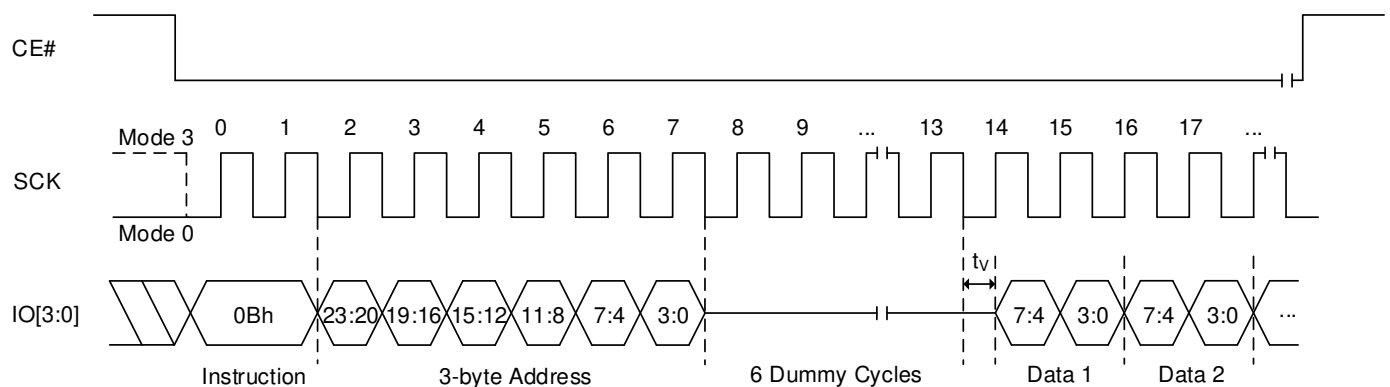 CE#
0 1 2 3 4 5 6 7 8 9 ... 13 14 15 16 17 ...
Mode 3
SCK
Mode 0
tV
IO[3:0] 0Bh 23:20 19:16 15:12 11:8 7:4 3:0 7:4 3:0 7:4 3:0 ...
Instruction 3-byte Address 6 Dummy Cycles Data 1 Data 2